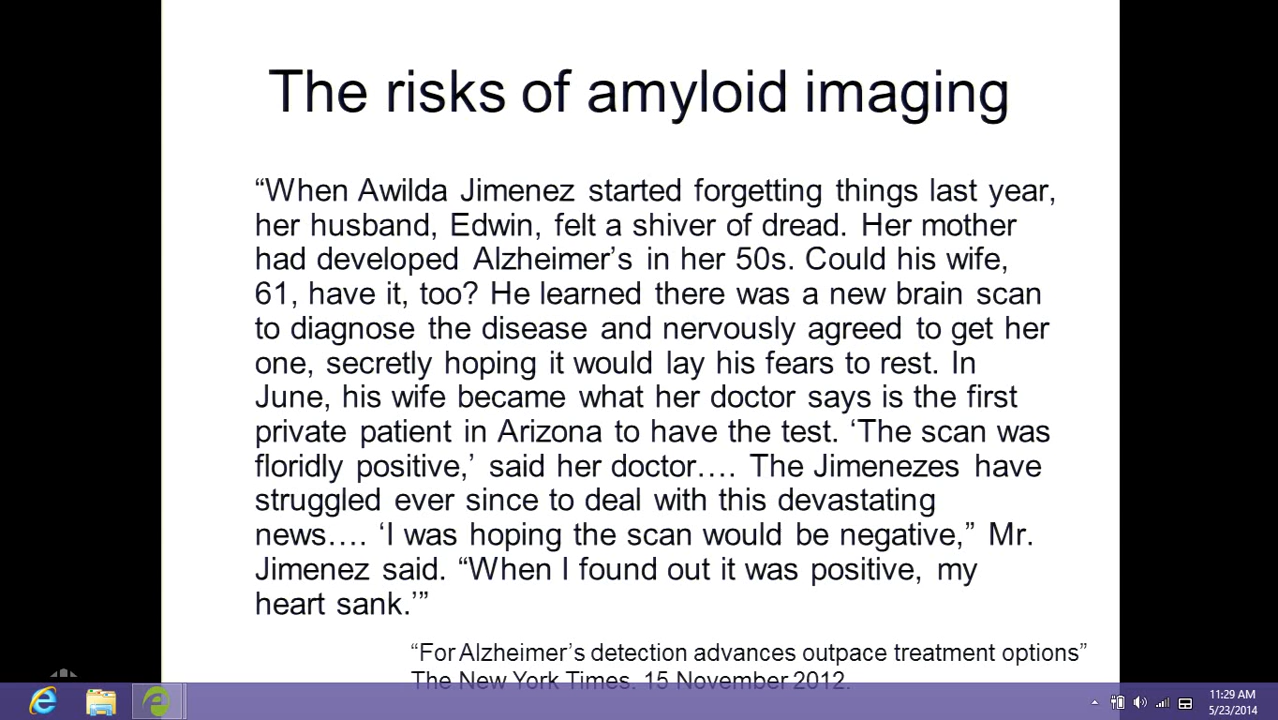 The risks of amyloid imaging
“When Awilda Jimenez started forgetting things last year,
her husband, Edwin, felt a shiver of dread. Her mother
had developed Alzheimer’s in her 50s. Could his wife,
61, have it, too? He learned there was a new brain scan
to diagnose the disease and nervously agreed to get her
one, secretly hoping it would lay his fears to rest. In
June, his wife became what her doctor says is the first
private patient in Arizona to have the test. ‘The scan was
floridly positive,’ said her doctor…. The Jimenezes have
struggled ever since to deal with this devastating
news…. ‘I was hoping the scan would be negative,” Mr.
Jimenez said. “When I found out it was positive, my
heart sank.’”
“For Alzheimer’s detection advances outpace treatment options”
The New York Times. 15 November 2012.
11:29 AM
5/23/2014